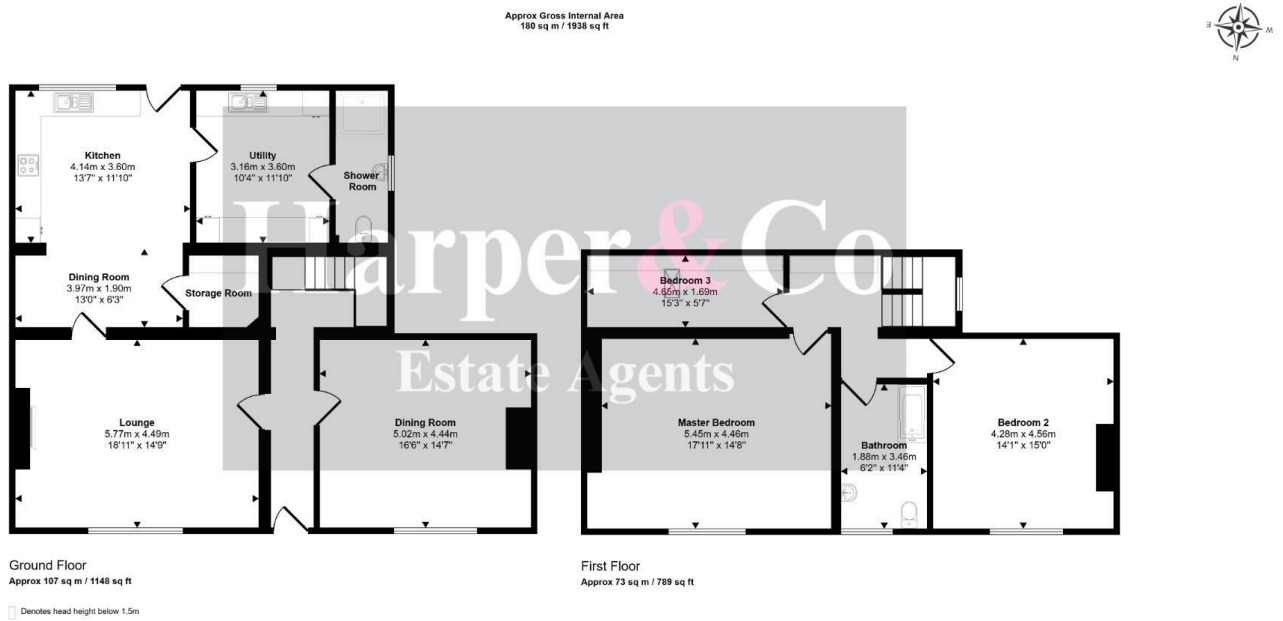 Approx Gross Internal Area
180 sq m / 1938 sq ft
E
W
N
Kitchen
4.14m x 3.60m
13'7" x 11'10"
Utility
3.16m x 3.60m
10'4" x 11'10"
Shower
Room
Dining Room
3.97m x 1.90m
13'0" x 6'3"
Storage Room
Harper&Co
Estate Agents
Lounge
5.77m x 4.49m
18'11" x 14'9"
Dining Room
5.02m x 4.44m
16'6" x 14'7"
Bedroom 3
4.65m x 1.69m
15'3" x 5'7"
Master Bedroom
5.45m x 4.46m
17'11" x 14'8"
Bathroom
1.88m x 3.46m
6'2" x 11'4"
Bedroom 2
4.28m x 4.56m
14'1" x 15'0"
Ground Floor
Approx 107 sq m / 1148 sq ft
First Floor
Approx 73 sq m / 789 sq ft
Denotes head height below 1.5m